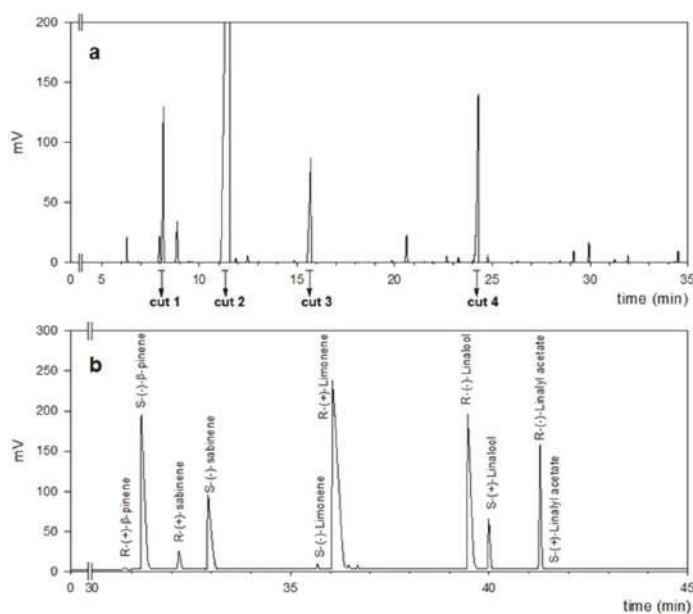 200
150
100
50
0
mV
a
0 5 10 15 20 25 30 35
cut 1 cut 2 cut 3 cut 4
time (min)
300
250
200
150
100
50
0
mV
b
R-(+)-β-pinene
S-(-)-β-pinene
R-(+)-sabinene
S-(-)-sabinene
S-(-)-Limonene
R-(+)-Limonene
R-(-)-Linalool
S-(+)-Linalool
R-(-)-Linalyl acetate
S-(+)-Linalyl acetate
0 30 35 40 45
time (min)